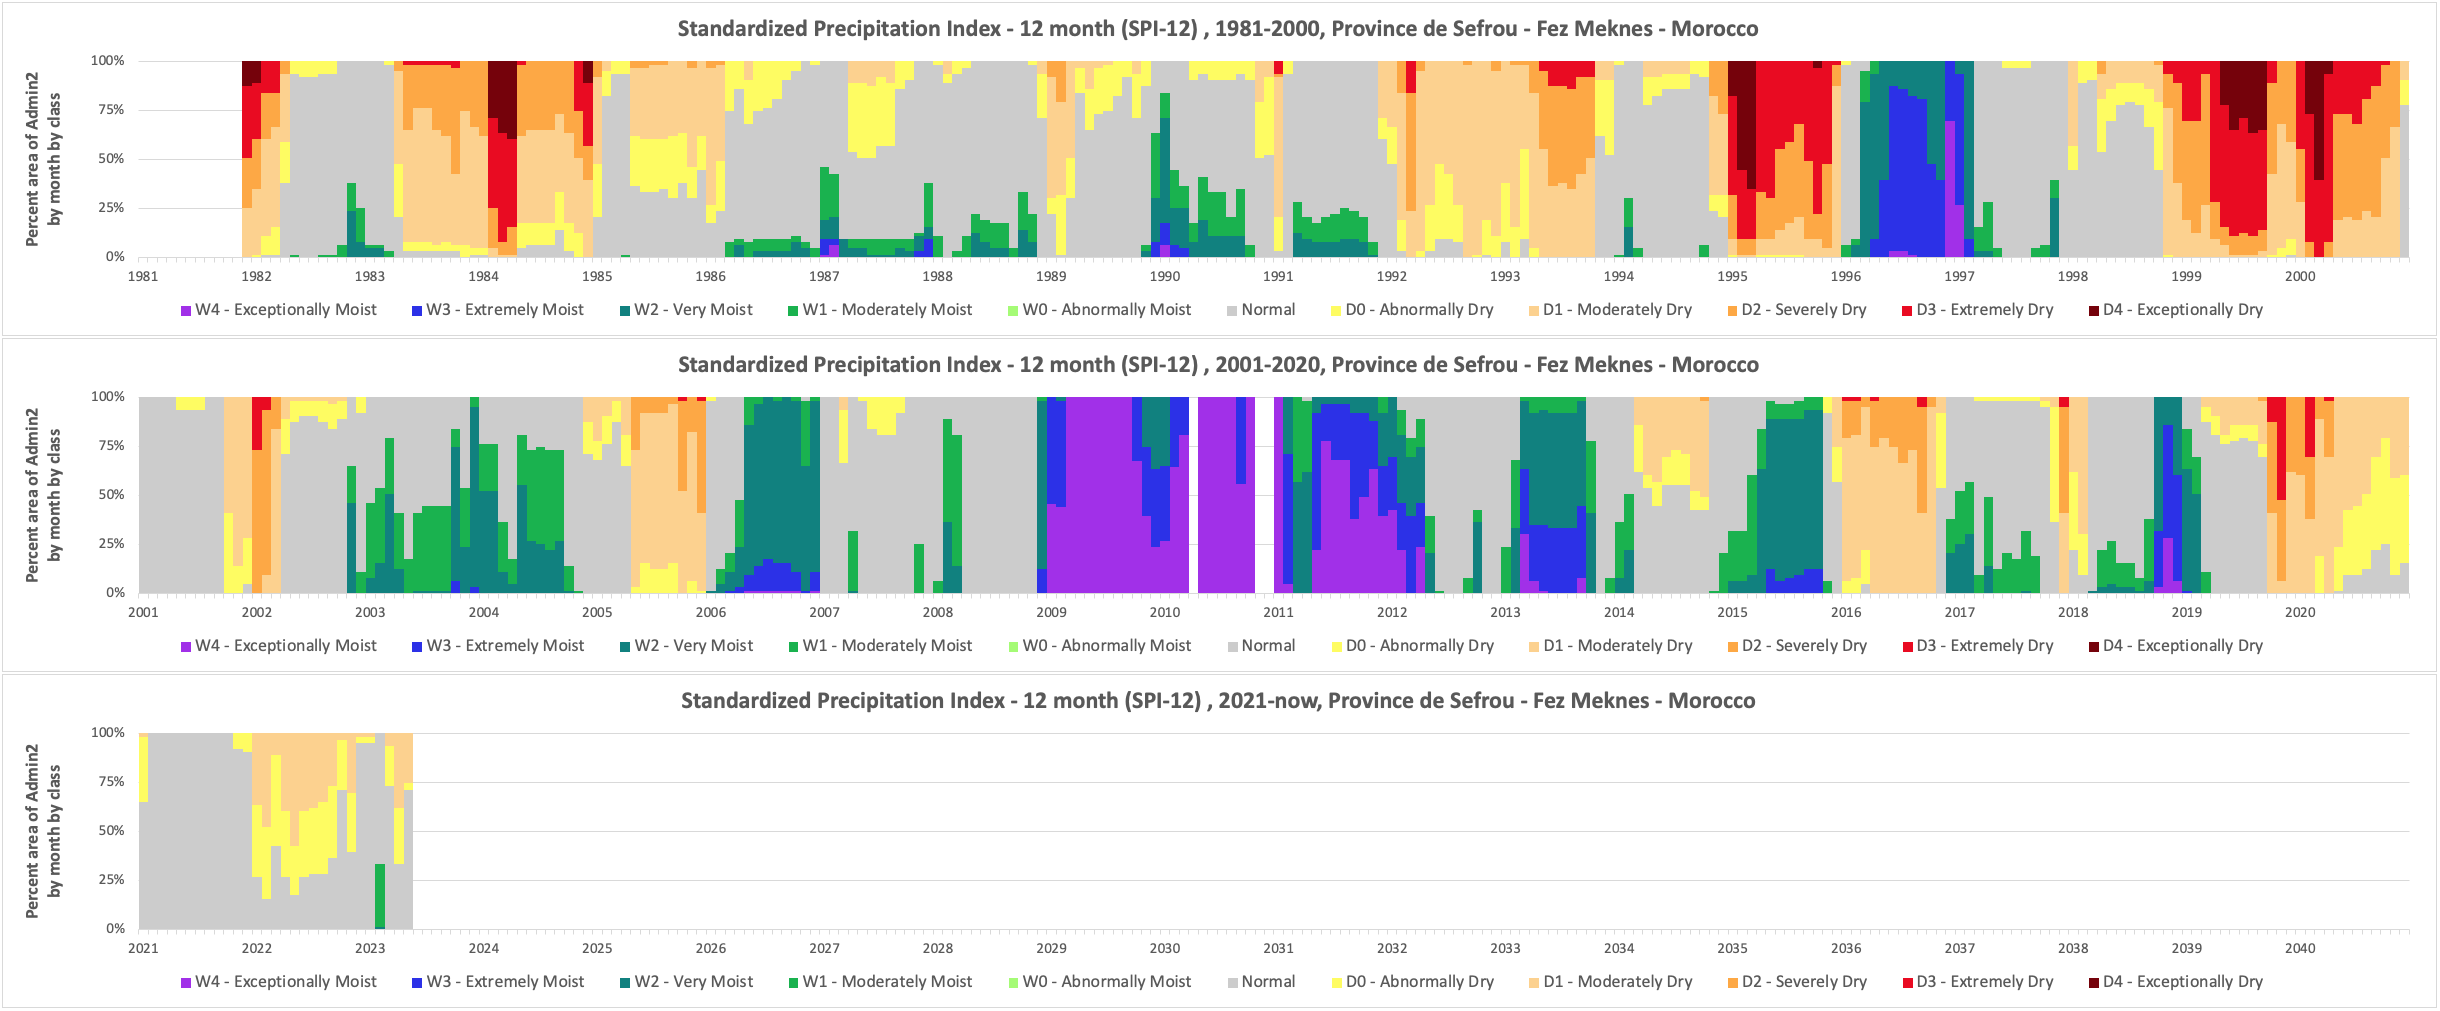 Standardized Precipitation Index - 12 month (SPI-12) , 1981-2000, Province de Sefrou - Fez Meknes - Morocco
Percent area of Admin2
by month by class
100%
75%
50%
25%
0%
1981 1982 1983 1984 1985 1986 1987 1988 1989 1990 1991 1992 1993 1994 1995 1996 1997 1998 1999 2000
W4 - Exceptionally Moist W3 - Extremely Moist W2 - Very Moist W1 - Moderately Moist W0 - Abnormally Moist Normal D0 - Abnormally Dry D1 - Moderately Dry D2 - Severely Dry D3 - Extremely Dry D4 - Exceptionally Dry
Standardized Precipitation Index - 12 month (SPI-12) , 2001-2020, Province de Sefrou - Fez Meknes - Morocco
Percent area of Admin2
by month by class
100%
75%
50%
25%
0%
2001 2002 2003 2004 2005 2006 2007 2008 2009 2010 2011 2012 2013 2014 2015 2016 2017 2018 2019 2020
W4 - Exceptionally Moist W3 - Extremely Moist W2 - Very Moist W1 - Moderately Moist W0 - Abnormally Moist Normal D0 - Abnormally Dry D1 - Moderately Dry D2 - Severely Dry D3 - Extremely Dry D4 - Exceptionally Dry
Standardized Precipitation Index - 12 month (SPI-12) , 2021-now, Province de Sefrou - Fez Meknes - Morocco
Percent area of Admin2
by month by class
100%
75%
50%
25%
0%
2021 2022 2023 2024 2025 2026 2027 2028 2029 2030 2031 2032 2033 2034 2035 2036 2037 2038 2039 2040
W4 - Exceptionally Moist W3 - Extremely Moist W2 - Very Moist W1 - Moderately Moist W0 - Abnormally Moist Normal D0 - Abnormally Dry D1 - Moderately Dry D2 - Severely Dry D3 - Extremely Dry D4 - Exceptionally Dry